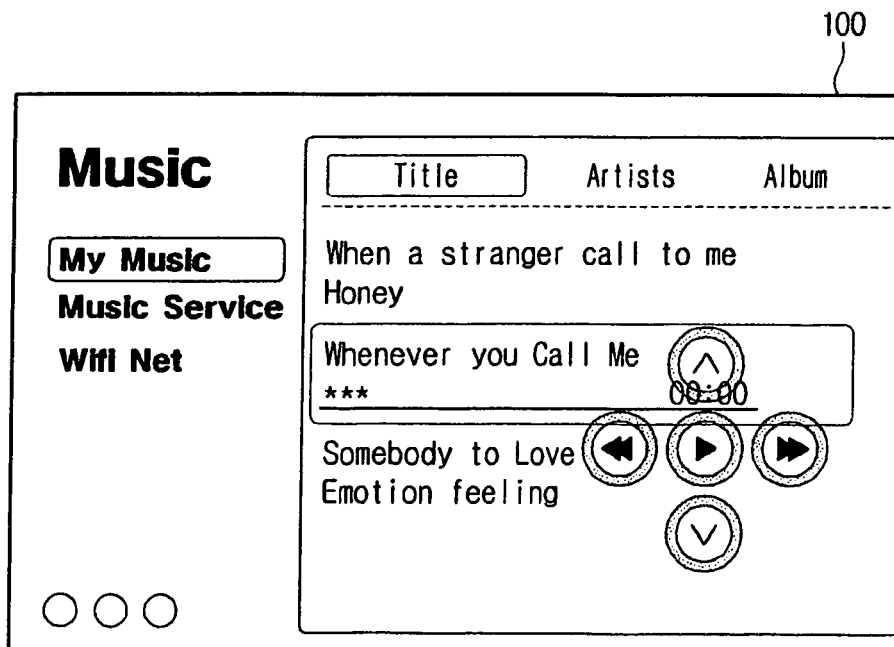 100
Music
My Music
Music Service
Wifi Net
Title Artists Album
When a stranger call to me
Honey
Whenever you Call Me
*** 00:00
Somebody to Love
Emotion feeling